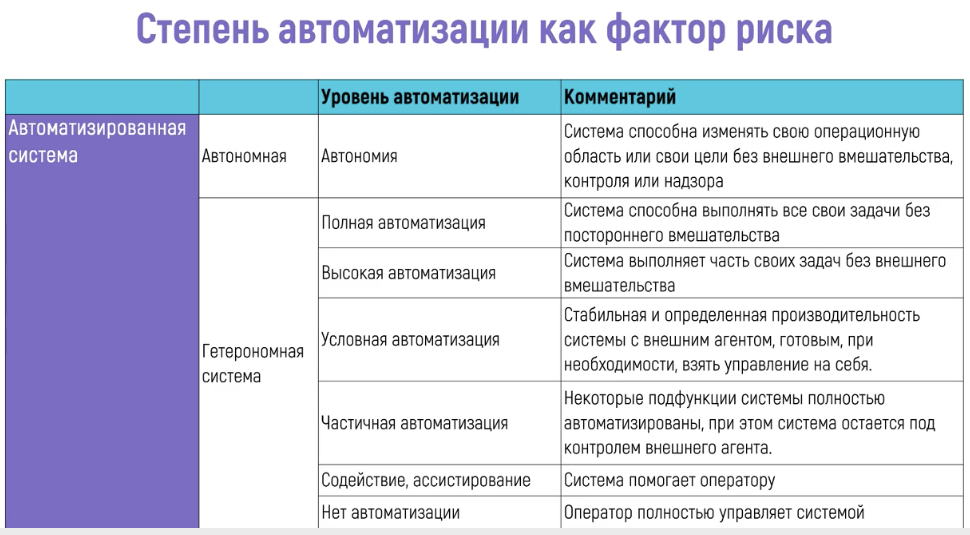 Степень автоматизации как фактор риска
Уровень автоматизации
Комментарий
Автоматизированная
система
Автономная
Автономия
Система способна изменять свою операционную
область или свои цели без внешнего вмешательства,
контроля или надзора
Гетерономная
система
Полная автоматизация
Система способна выполнять все свои задачи без
постороннего вмешательства
Высокая автоматизация
Система выполняет часть своих задач без внешнего
вмешательства
Условная автоматизация
Стабильная и определенная производительность
системы с внешним агентом, готовым, при
необходимости, взять управление на себя.
Частичная автоматизация
Некоторые подфункции системы полностью
автоматизированы, при этом система остается под
контролем внешнего агента.
Содействие, ассистирование
Система помогает оператору
Нет автоматизации
Оператор полностью управляет системой